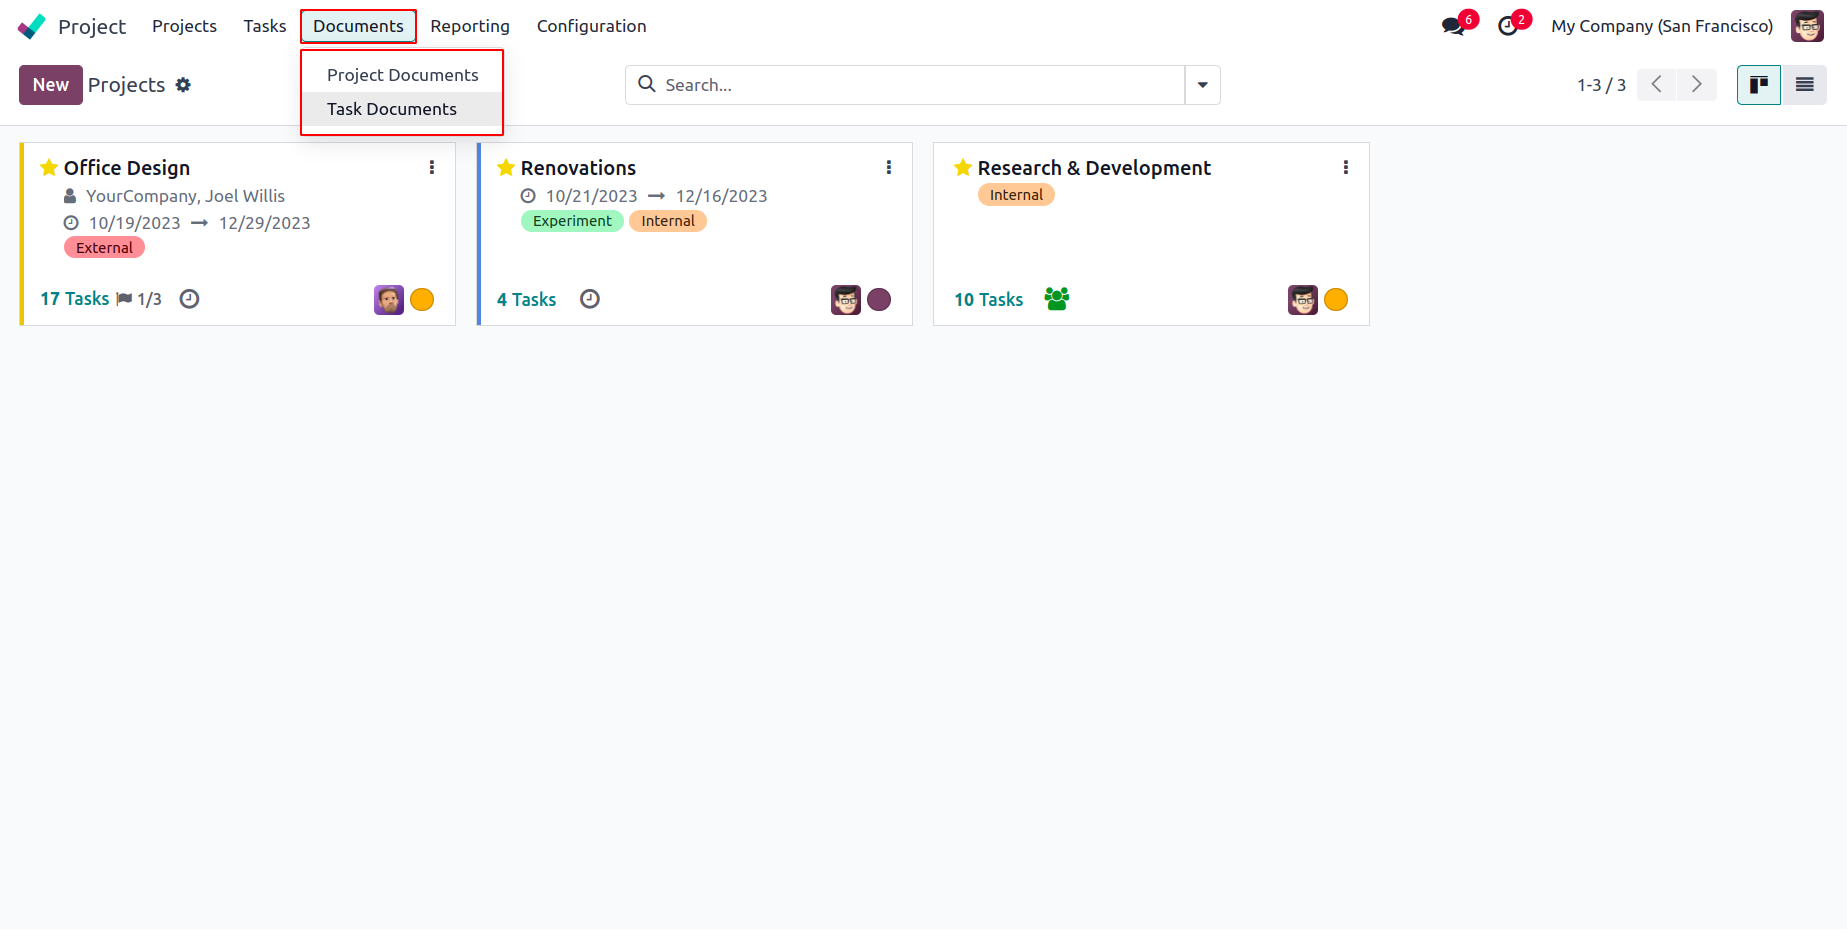 Project Projects Tasks Documents Reporting Configuration 6 2 My Company (San Francisco)
New Projects Search... 1-3 / 3
Project Documents
Task Documents
Office Design
YourCompany, Joel Willis
10/19/2023 → 12/29/2023
External
17 Tasks 1/3
Renovations
10/21/2023 → 12/16/2023
Experiment Internal
4 Tasks
Research & Development
Internal
10 Tasks